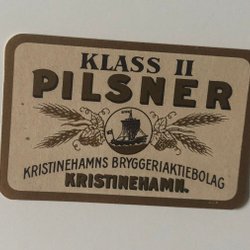 KLASS II
PILSNER
KRISTINEHAMNS BRYGGERIAKTIEBOLAG
KRISTINEHAMN.